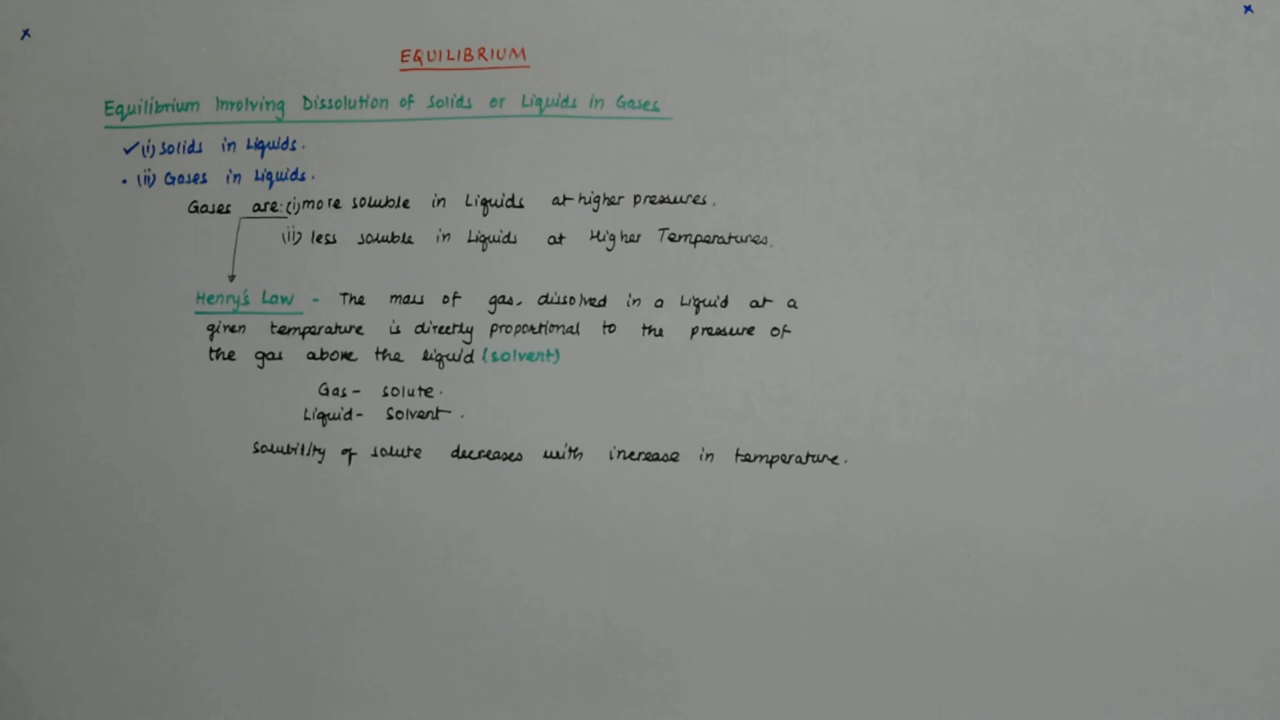 x
x
EQUILIBRIUM
Equilibrium Involving Dissolution of Solids or Liquids in Gases
✓(i) Solids in Liquids.
• (ii) Gases in Liquids.
Gases are: (i) more soluble in Liquids at higher pressures.
(ii) less soluble in Liquids at Higher Temperatures.
Henry's Law - The mass of gas dissolved in a Liquid at a
given temperature is directly proportional to the pressure of
the gas above the liquid (solvent)
Gas - solute.
Liquid - Solvent.
Solubility of solute decreases with increase in temperature.